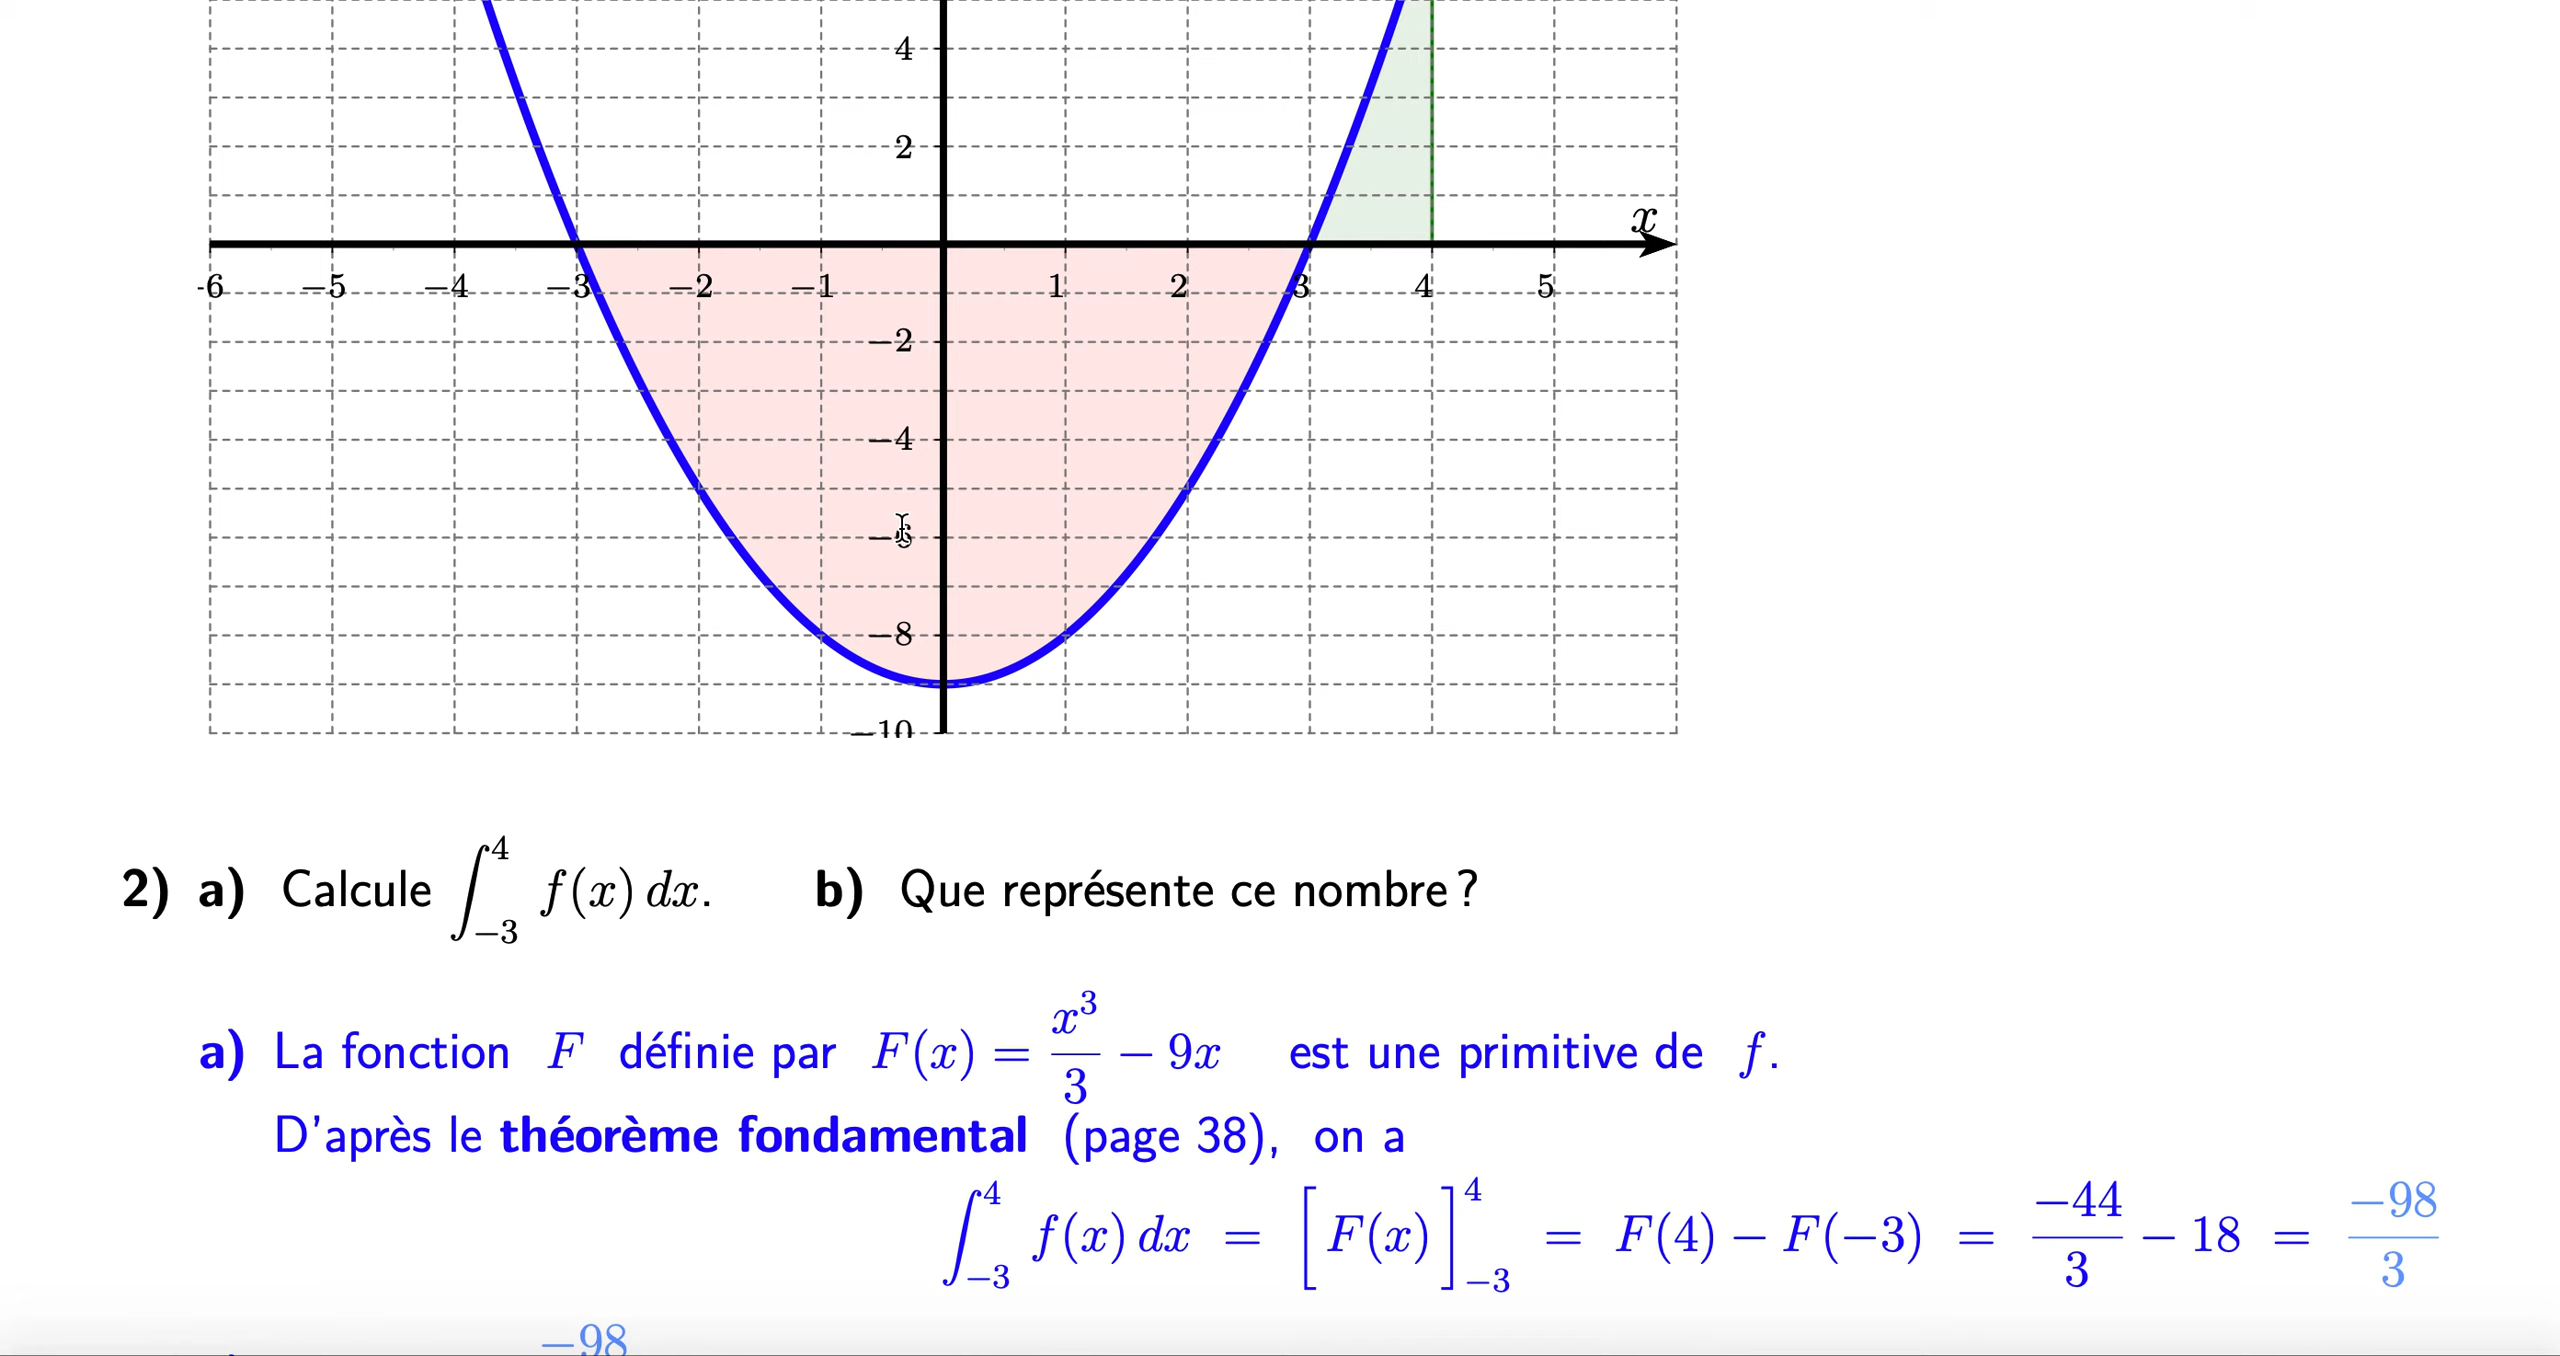 4
2
x
-6 −5 −4 −3 −2 −1 1 2 3 4 5
−2
−4
−8
−10
2) a) Calcule ∫_{−3}^{4} f(x) dx. b) Que représente ce nombre ?
a) La fonction F définie par F(x) = x³/3 − 9x est une primitive de f.
D'après le théorème fondamental (page 38), on a
∫_{−3}^{4} f(x) dx = [F(x)]_{−3}^{4} = F(4) − F(−3) = −44/3 − 18 = −98/3
−98